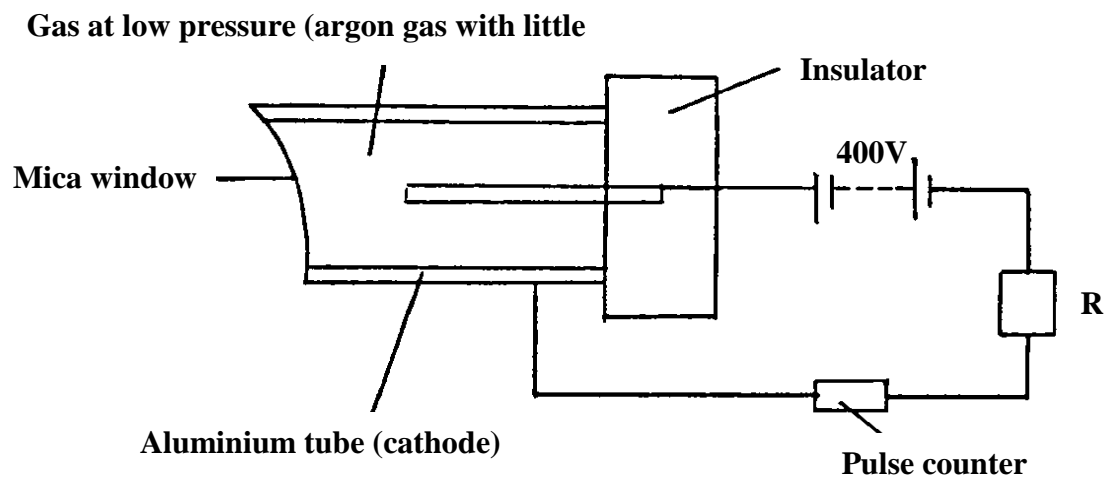 Gas at low pressure (argon gas with little
Insulator
400V
Mica window
R
Aluminium tube (cathode)
Pulse counter